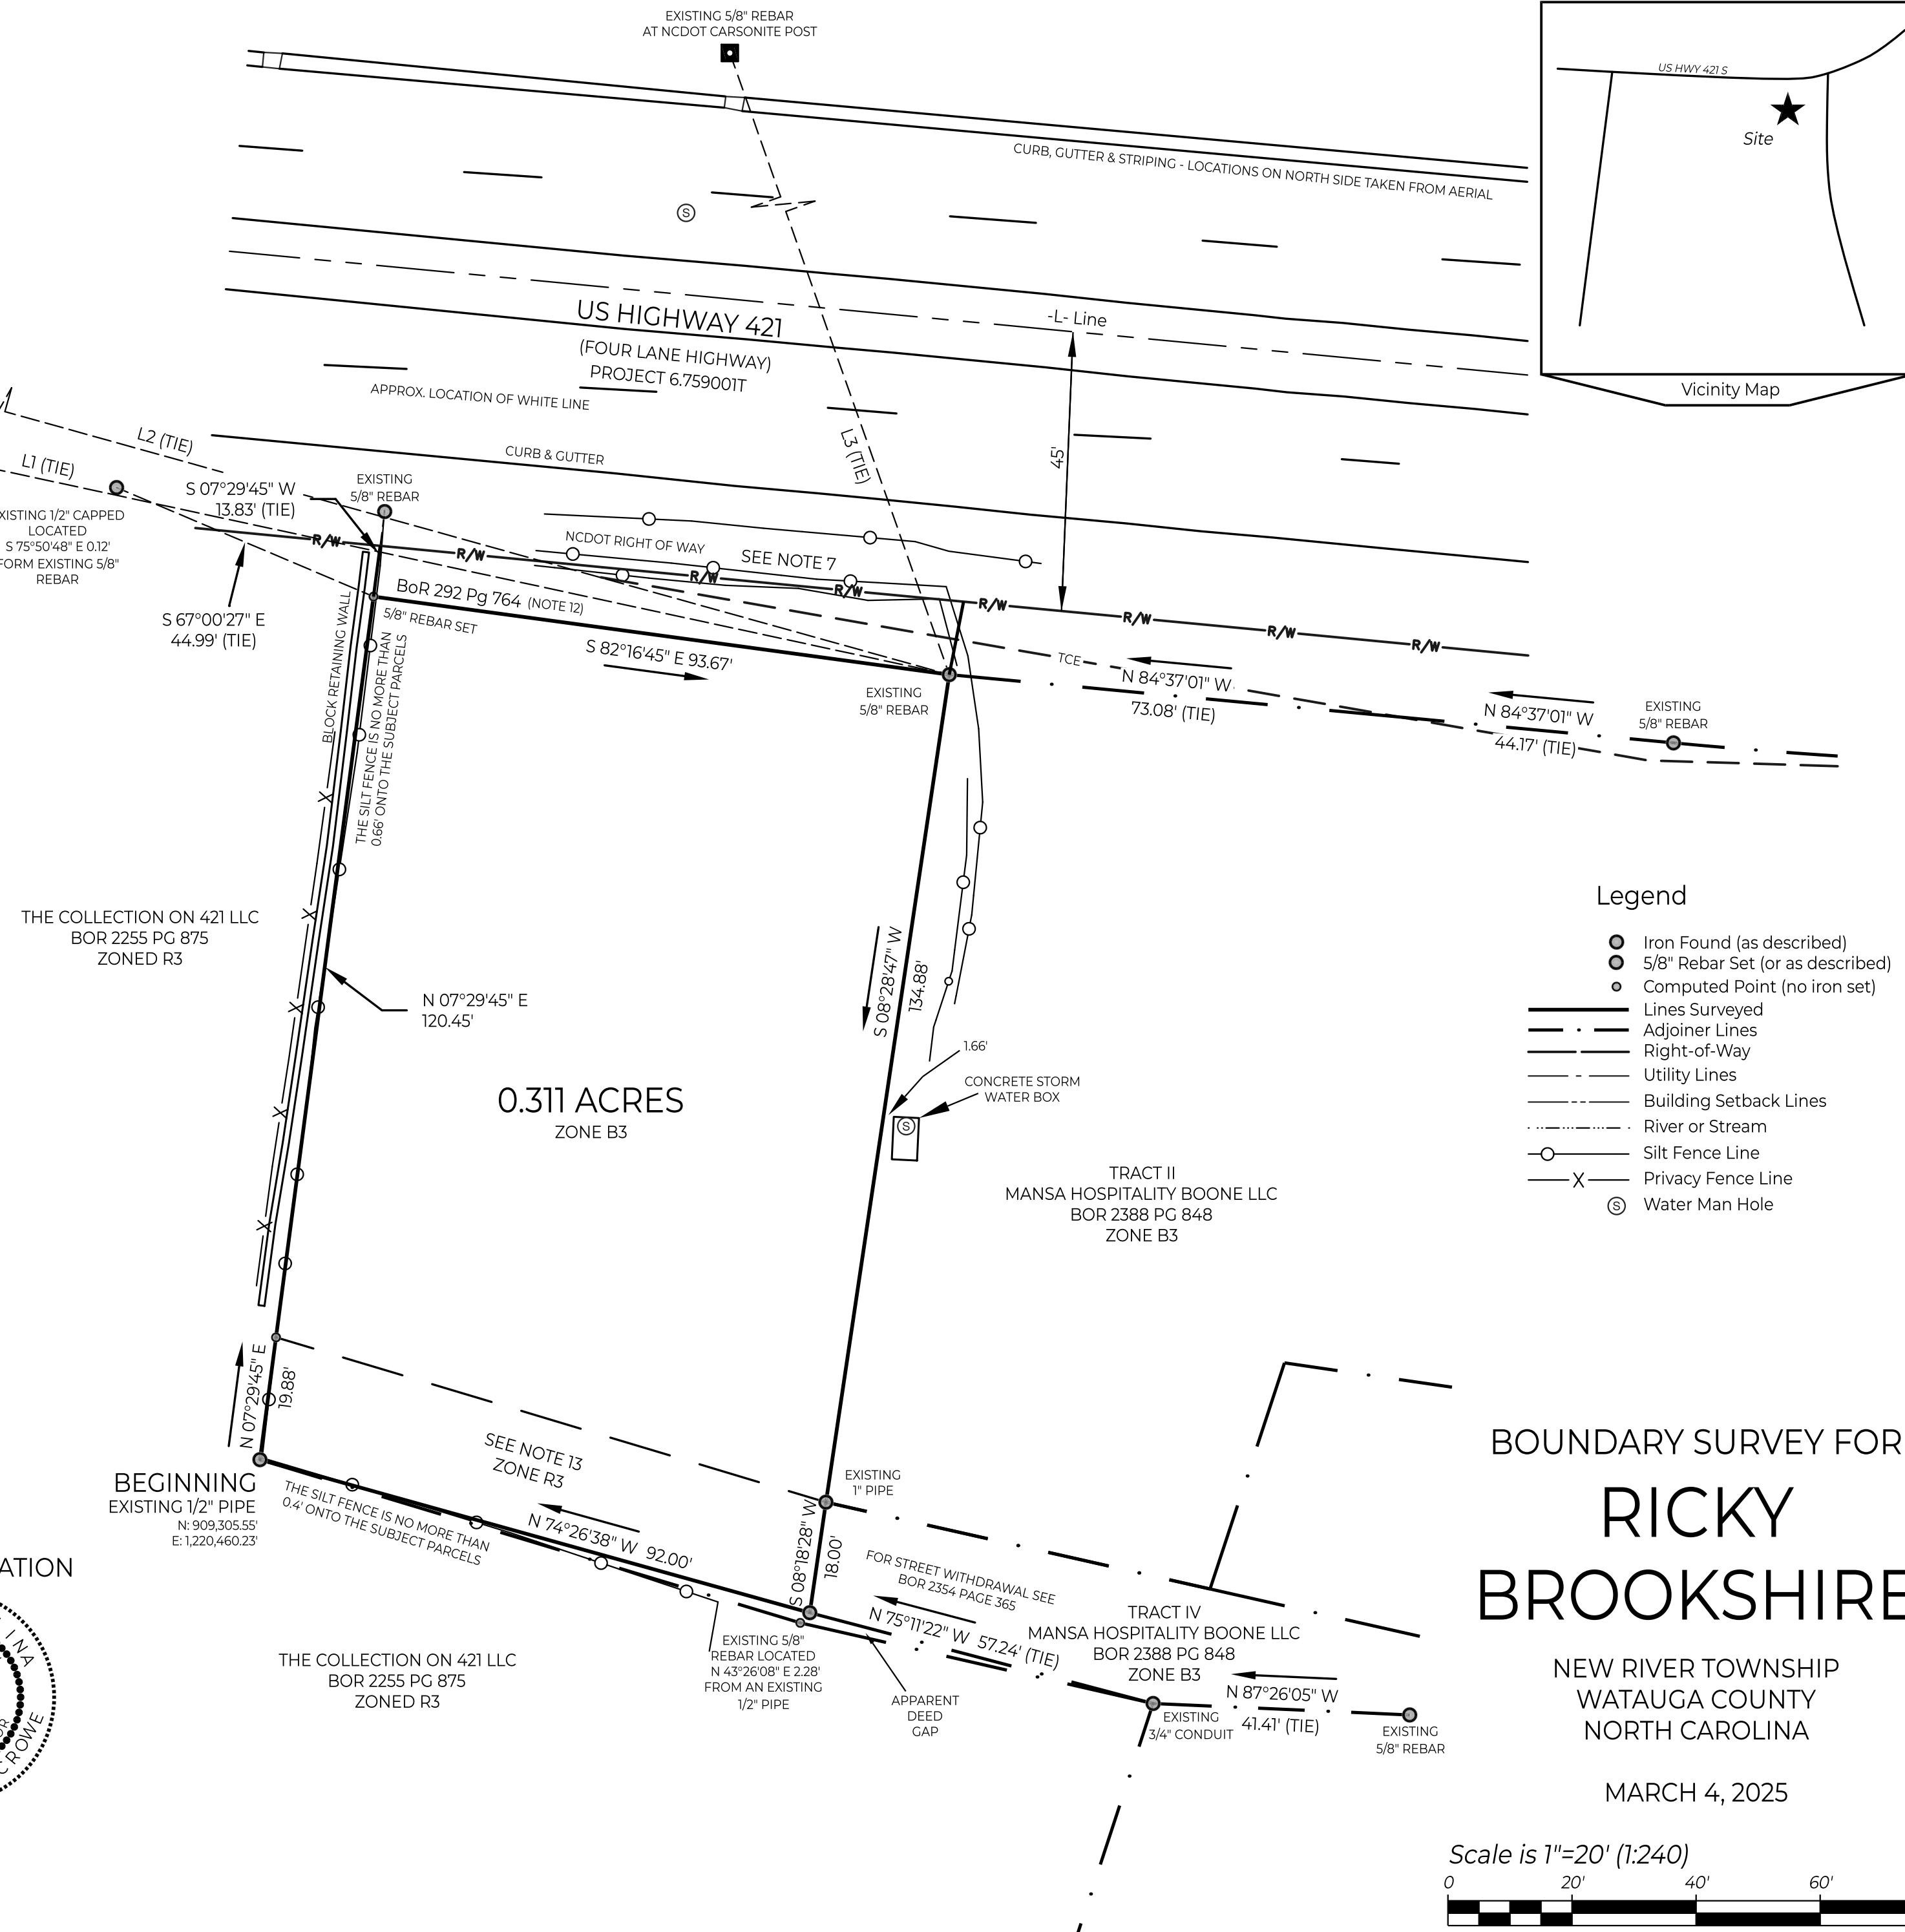 EXISTING 5/8" REBAR
AT NCDOT CARSONITE POST
CURB, GUTTER & STRIPING - LOCATIONS ON NORTH SIDE TAKEN FROM AERIAL
S
US HIGHWAY 421
(FOUR LANE HIGHWAY)
PROJECT 6.759001T
-L- Line
APPROX. LOCATION OF WHITE LINE
CURB & GUTTER
L3 (TIE)
45'
US HWY 421 S
Site
Vicinity Map
L2 (TIE)
L1 (TIE)
S 07°29'45" W
13.83' (TIE)
EXISTING
5/8" REBAR
XISTING 1/2" CAPPED
LOCATED
S 75°50'48" E 0.12'
FORM EXISTING 5/8"
REBAR
S 67°00'27" E
44.99' (TIE)
R/W
R/W
R/W
R/W
R/W
R/W
R/W
R/W
NCDOT RIGHT OF WAY
SEE NOTE 7
BoR 292 Pg 764 (NOTE 12)
5/8" REBAR SET
S 82°16'45" E 93.67'
EXISTING
5/8" REBAR
TCE
N 84°37'01" W
73.08' (TIE)
N 84°37'01" W
44.17' (TIE)
EXISTING
5/8" REBAR
BLOCK RETAINING WALL
THE SILT FENCE IS NO MORE THAN
0.66' ONTO THE SUBJECT PARCELS
THE COLLECTION ON 421 LLC
BOR 2255 PG 875
ZONED R3
N 07°29'45" E
120.45'
S 08°28'47" W
134.88'
1.66'
CONCRETE STORM
WATER BOX
S
0.311 ACRES
ZONE B3
TRACT II
MANSA HOSPITALITY BOONE LLC
BOR 2388 PG 848
ZONE B3
Legend
Iron Found (as described)
5/8" Rebar Set (or as described)
Computed Point (no iron set)
Lines Surveyed
Adjoiner Lines
Right-of-Way
Utility Lines
Building Setback Lines
River or Stream
Silt Fence Line
X Privacy Fence Line
S Water Man Hole
N 07°29'45" E
19.88'
BEGINNING
EXISTING 1/2" PIPE
N: 909,305.55'
E: 1,220,460.23'
SEE NOTE 13
ZONE R3
THE SILT FENCE IS NO MORE THAN
0.4' ONTO THE SUBJECT PARCELS
N 74°26'38" W 92.00'
EXISTING
1" PIPE
S 08°18'28" W
18.00'
FOR STREET WITHDRAWAL SEE
BOR 2354 PAGE 365
N 75°11'22" W 57.24' (TIE)
TRACT IV
MANSA HOSPITALITY BOONE LLC
BOR 2388 PG 848
ZONE B3
EXISTING 5/8"
REBAR LOCATED
N 43°26'08" E 2.28'
FROM AN EXISTING
1/2" PIPE
APPARENT
DEED
GAP
EXISTING
3/4" CONDUIT
N 87°26'05" W
41.41' (TIE)
EXISTING
5/8" REBAR
THE COLLECTION ON 421 LLC
BOR 2255 PG 875
ZONED R3
ATION
INA
OR
CROWE
BOUNDARY SURVEY FOR
RICKY
BROOKSHIRE
NEW RIVER TOWNSHIP
WATAUGA COUNTY
NORTH CAROLINA
MARCH 4, 2025
Scale is 1"=20' (1:240)
0 20' 40' 60'